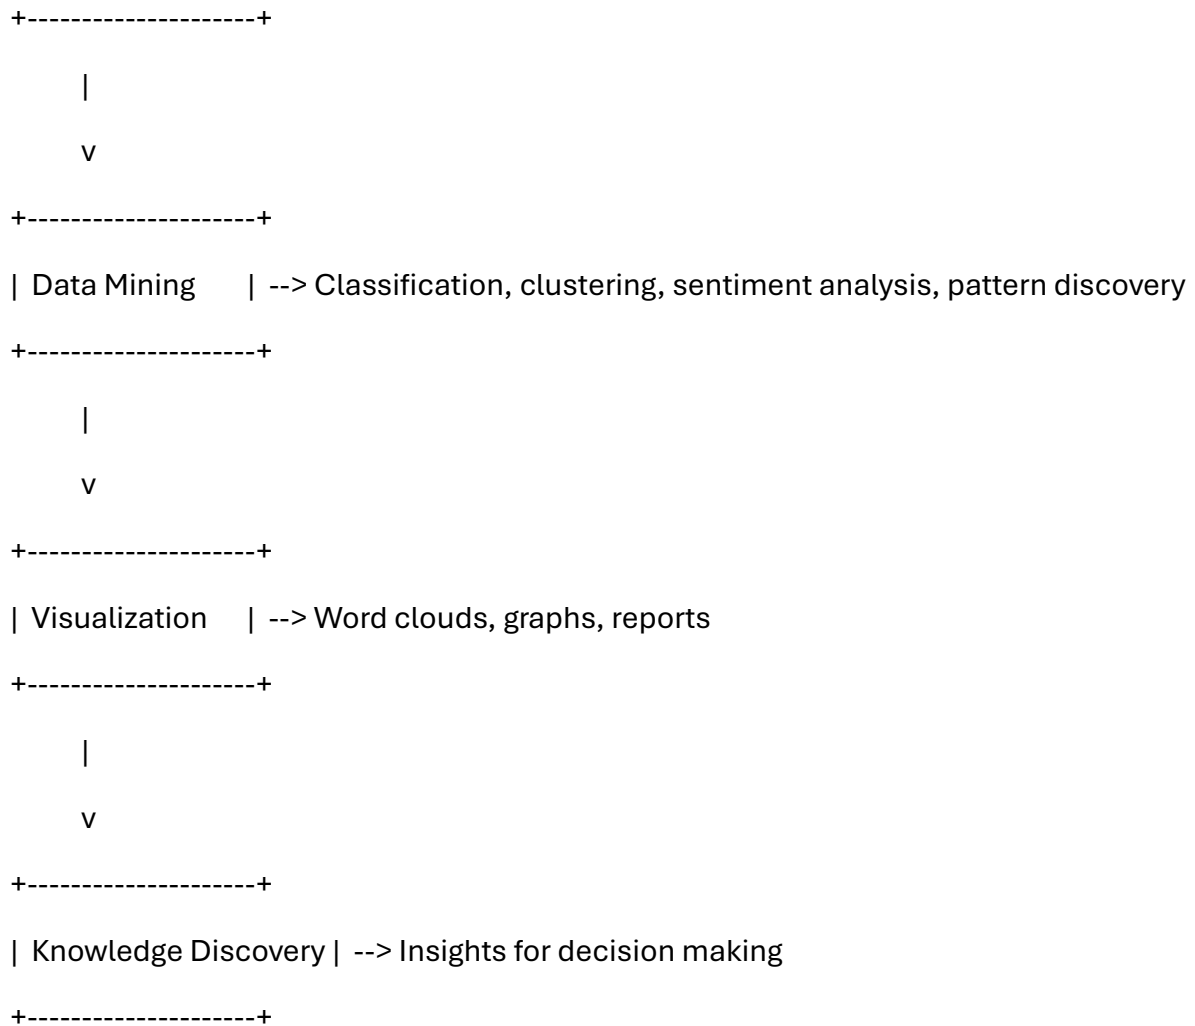 +---------------------+
|
v
+---------------------+
| Data Mining | --> Classification, clustering, sentiment analysis, pattern discovery
+---------------------+
|
v
+---------------------+
| Visualization | --> Word clouds, graphs, reports
+---------------------+
|
v
+---------------------+
| Knowledge Discovery | --> Insights for decision making
+---------------------+